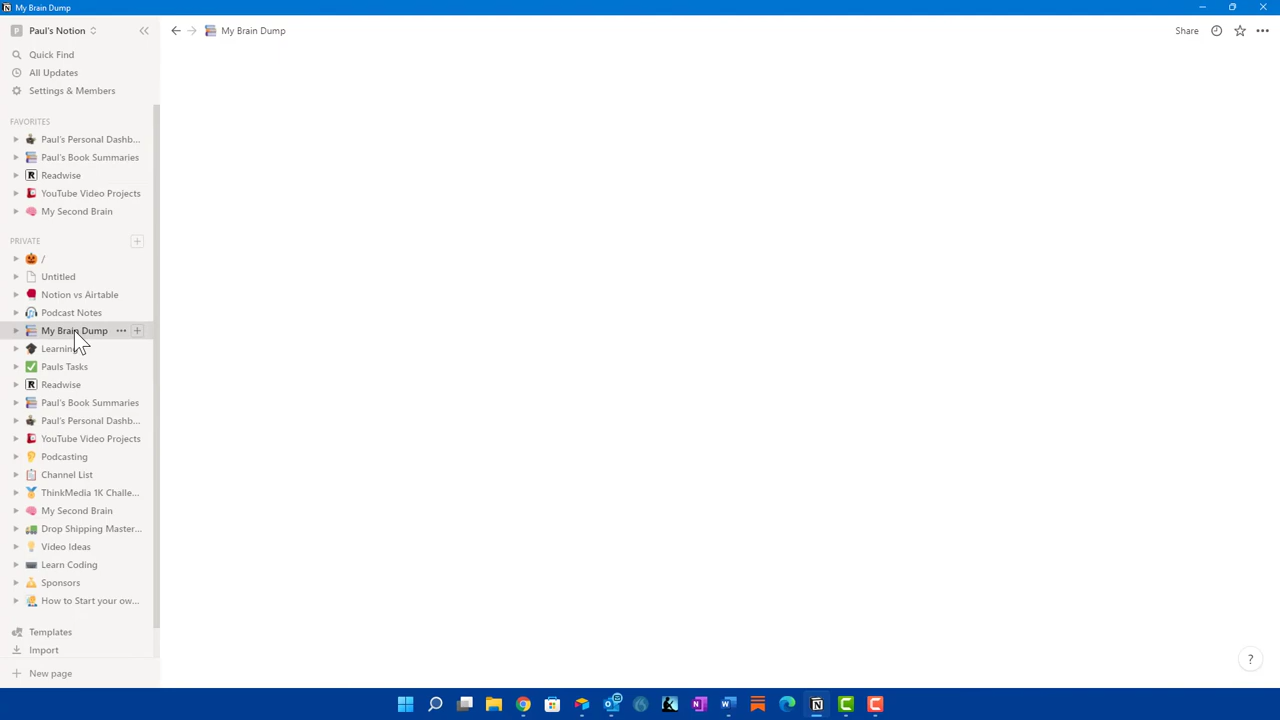 My Brain Dump
Paul's Notion
My Brain Dump
Share
Quick Find
All Updates
Settings & Members
FAVORITES
Paul's Personal Dashb...
Paul's Book Summaries
Readwise
YouTube Video Projects
My Second Brain
PRIVATE
/
Untitled
Notion vs Airtable
Podcast Notes
My Brain Dump
Learning
Pauls Tasks
Readwise
Paul's Book Summaries
Paul's Personal Dashb...
YouTube Video Projects
Podcasting
Channel List
ThinkMedia 1K Challe...
My Second Brain
Drop Shipping Master...
Video Ideas
Learn Coding
Sponsors
How to Start your ow...
Templates
Import
New page
?